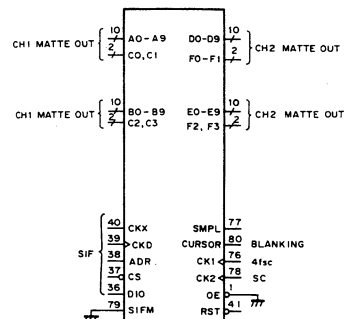 10 A0-A9 D0-D9 10
CH1 MATTE OUT 2 C0, C1 F0-F1 2 CH2 MATTE OUT
10 B0-B9 E0-E9 10
CH1 MATTE OUT 2 C2, C3 F2, F3 2 CH2 MATTE OUT
40 CKX SMPL 77
39 CKD CURSOR 80 BLANKING
SIF 38 ADR CK1 76 4fsc
37 CS CK2 78 SC
36 DIO OE 1
79 SIFM RST 41